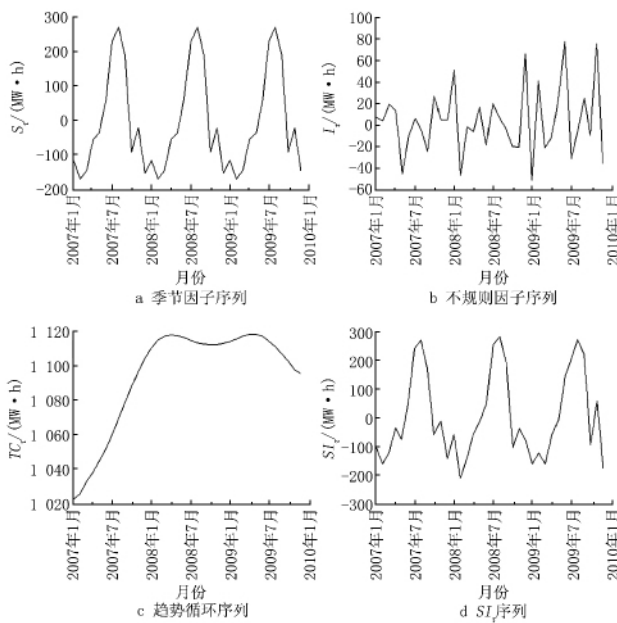 300
200
100
0
-100
-200
S_t/(MW·h)
2007年1月
2007年7月
2008年1月
2008年7月
2009年1月
2009年7月
2010年1月
月份
a 季节因子序列
100
80
60
40
20
0
-20
-40
-60
I_t/(MW·h)
2007年1月
2007年7月
2008年1月
2008年7月
2009年1月
2009年7月
2010年1月
月份
b 不规则因子序列
1 120
1 100
1 080
1 060
1 040
1 020
TC_t/(MW·h)
2007年1月
2007年7月
2008年1月
2008年7月
2009年1月
2009年7月
2010年1月
月份
c 趋势循环序列
300
200
100
0
-100
-200
-300
SI_t/(MW·h)
2007年1月
2007年7月
2008年1月
2008年7月
2009年1月
2009年7月
2010年1月
月份
d SI_t序列